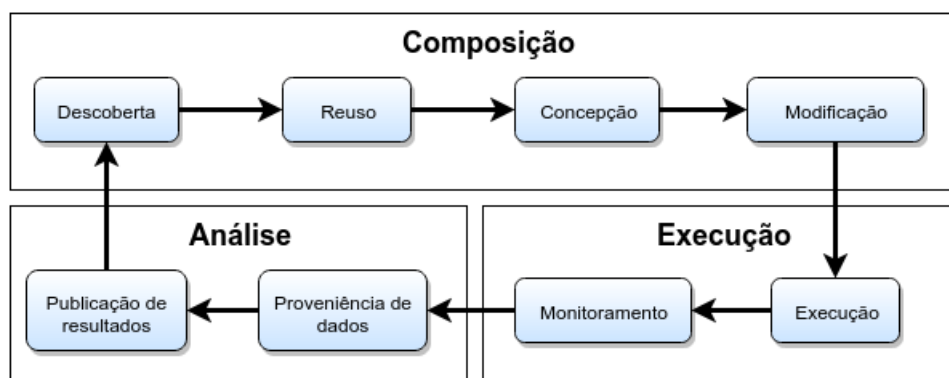 Composição
Descoberta
Reuso
Concepção
Modificação
Análise
Execução
Publicação de
resultados
Proveniência de
dados
Monitoramento
Execução